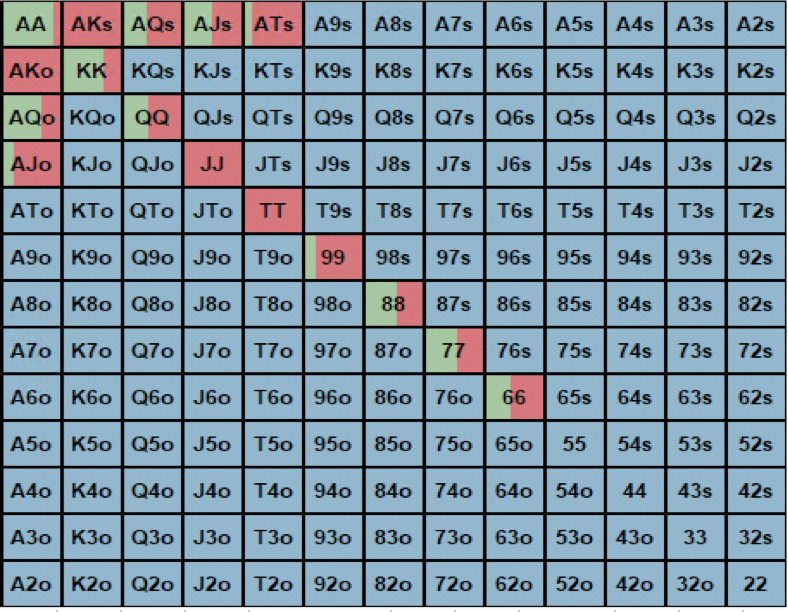 AA AKs AQs AJs ATs A9s A8s A7s A6s A5s A4s A3s A2s
AKo KK KQs KJs KTs K9s K8s K7s K6s K5s K4s K3s K2s
AQo KQo QQ QJs QTs Q9s Q8s Q7s Q6s Q5s Q4s Q3s Q2s
AJo KJo QJo JJ JTs J9s J8s J7s J6s J5s J4s J3s J2s
ATo KTo QTo JTo TT T9s T8s T7s T6s T5s T4s T3s T2s
A9o K9o Q9o J9o T9o 99 98s 97s 96s 95s 94s 93s 92s
A8o K8o Q8o J8o T8o 98o 88 87s 86s 85s 84s 83s 82s
A7o K7o Q7o J7o T7o 97o 87o 77 76s 75s 74s 73s 72s
A6o K6o Q6o J6o T6o 96o 86o 76o 66 65s 64s 63s 62s
A5o K5o Q5o J5o T5o 95o 85o 75o 65o 55 54s 53s 52s
A4o K4o Q4o J4o T4o 94o 84o 74o 64o 54o 44 43s 42s
A3o K3o Q3o J3o T3o 93o 83o 73o 63o 53o 43o 33 32s
A2o K2o Q2o J2o T2o 92o 82o 72o 62o 52o 42o 32o 22